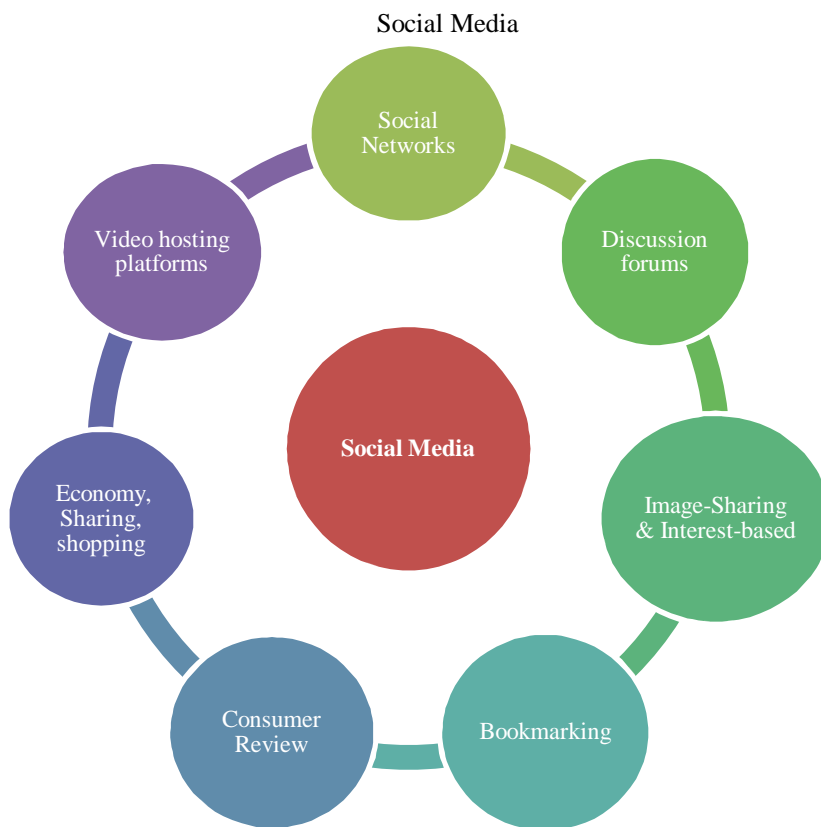 Social Media
Social
Networks
Discussion
forums
Image-Sharing
& Interest-based
Bookmarking
Consumer
Review
Economy,
Sharing,
shopping
Video hosting
platforms
Social Media